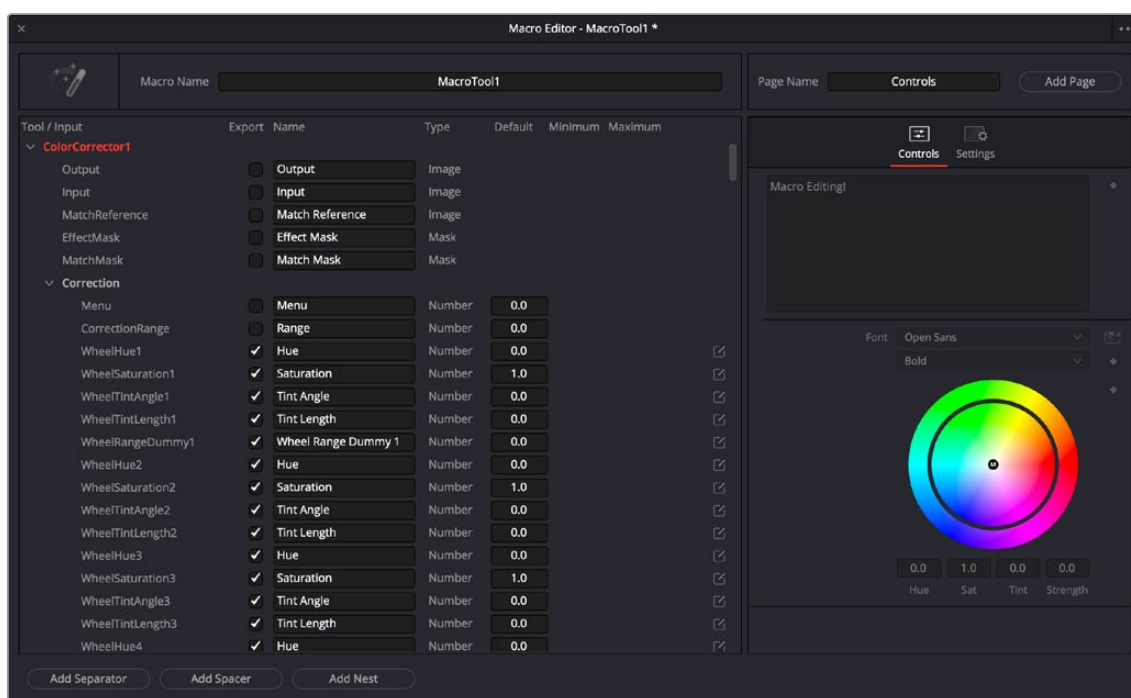 Macro Editor - MacroTool1 *
Macro Name MacroTool1 Page Name Controls Add Page
Tool / Input Export Name Type Default Minimum Maximum
ColorCorrector1
Output Output Image
Input Input Image
MatchReference Match Reference Image
EffectMask Effect Mask Mask
MatchMask Match Mask Mask
Correction
Menu Menu Number 0.0
CorrectionRange Range Number 0.0
WheelHue1 Hue Number 0.0
WheelSaturation1 Saturation Number 1.0
WheelTintAngle1 Tint Angle Number 0.0
WheelTintLength1 Tint Length Number 0.0
WheelRangeDummy1 Wheel Range Dummy 1 Number 0.0
WheelHue2 Hue Number 0.0
WheelSaturation2 Saturation Number 1.0
WheelTintAngle2 Tint Angle Number 0.0
WheelTintLength2 Tint Length Number 0.0
WheelHue3 Hue Number 0.0
WheelSaturation3 Saturation Number 1.0
WheelTintAngle3 Tint Angle Number 0.0
WheelTintLength3 Tint Length Number 0.0
WheelHue4 Hue Number 0.0
Add Separator Add Spacer Add Nest
Controls Settings
Macro Editing!
Font Open Sans
Bold
M
0.0 1.0 0.0 0.0
Hue Sat Tint Strength